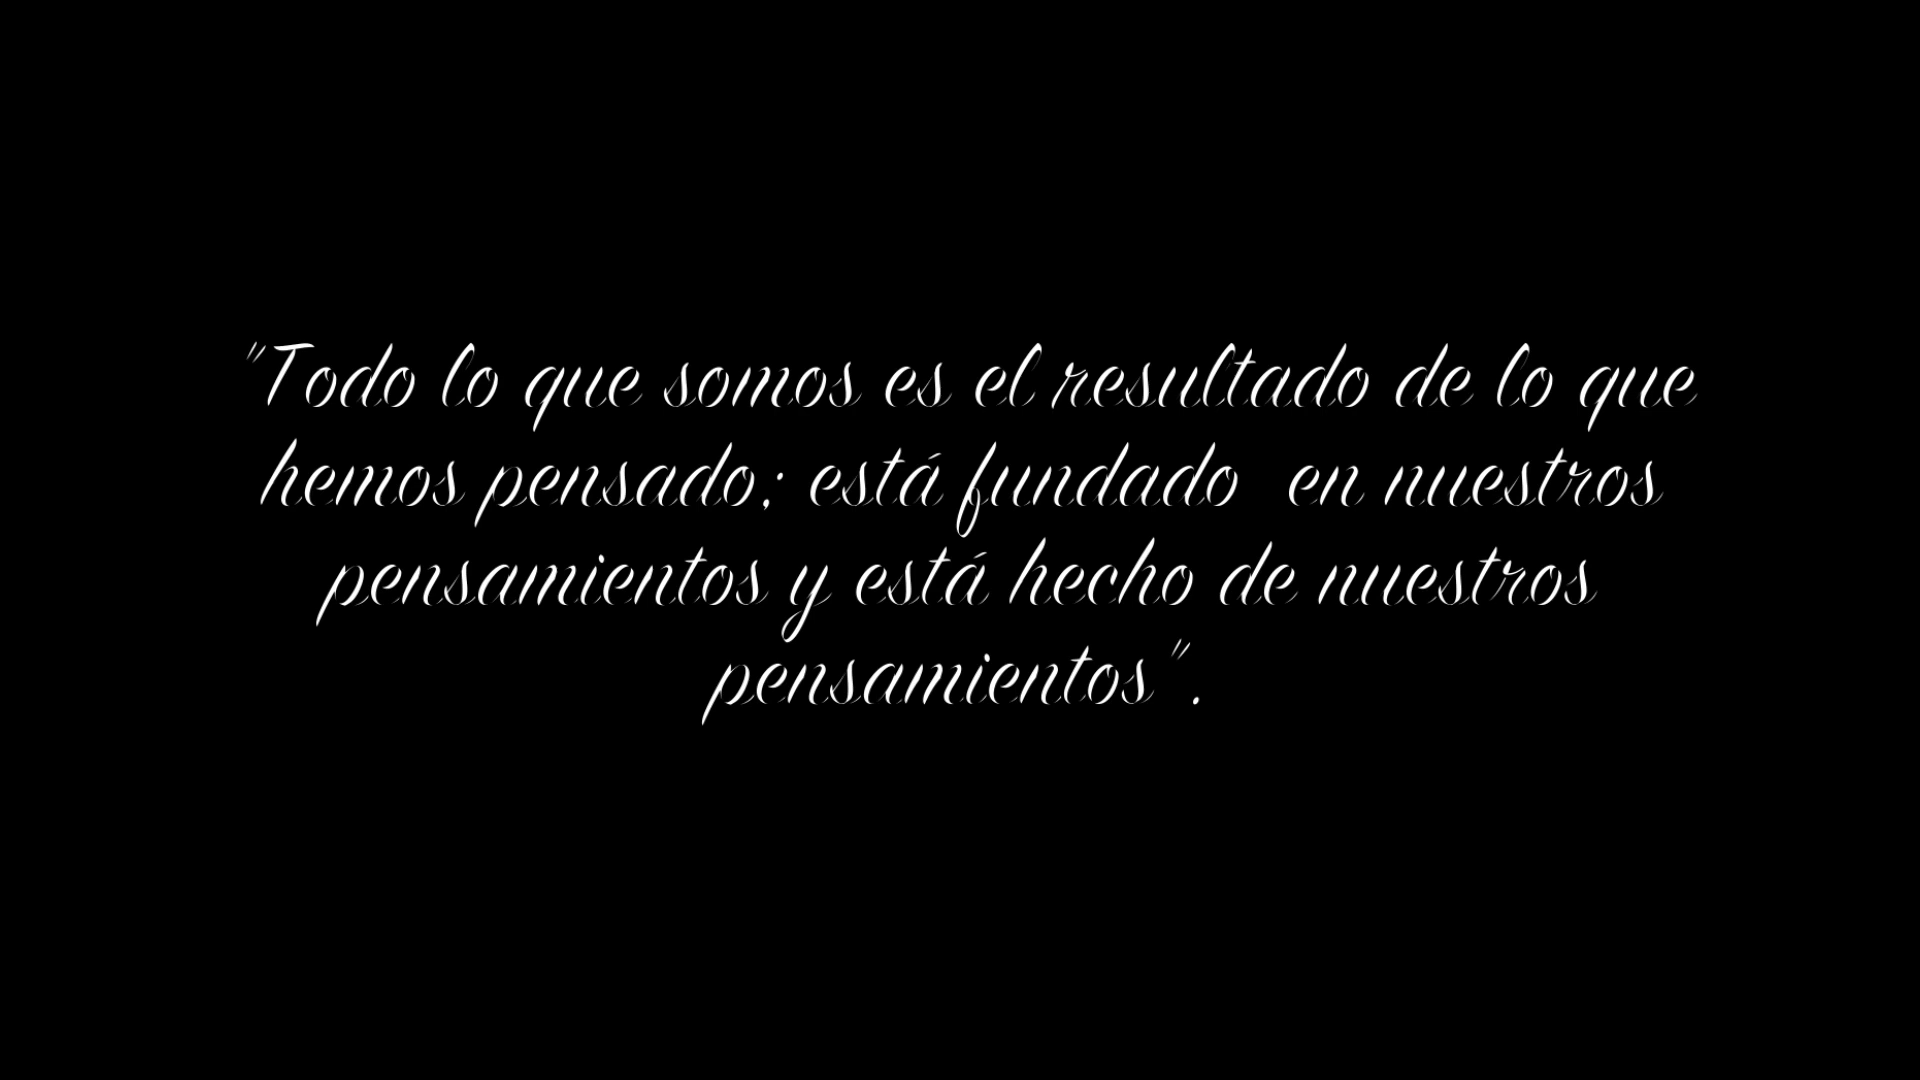 "Todo lo que somos es el resultado de lo que
hemos pensado; está fundado  en nuestros
pensamientos y está hecho de nuestros
pensamientos".